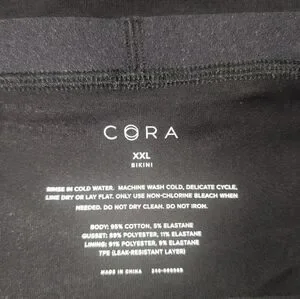 CORA
XXL
BIKINI
RINSE IN COLD WATER. MACHINE WASH COLD, DELICATE CYCLE,
LINE DRY OR LAY FLAT. ONLY USE NON-CHLORINE BLEACH WHEN
NEEDED. DO NOT DRY CLEAN. DO NOT IRON.
BODY: 95% COTTON, 5% ELASTANE
GUSSET: 89% POLYESTER, 11% ELASTANE
LINING: 91% POLYESTER, 9% ELASTANE
TPE (LEAK-RESISTANT LAYER)
MADE IN CHINA